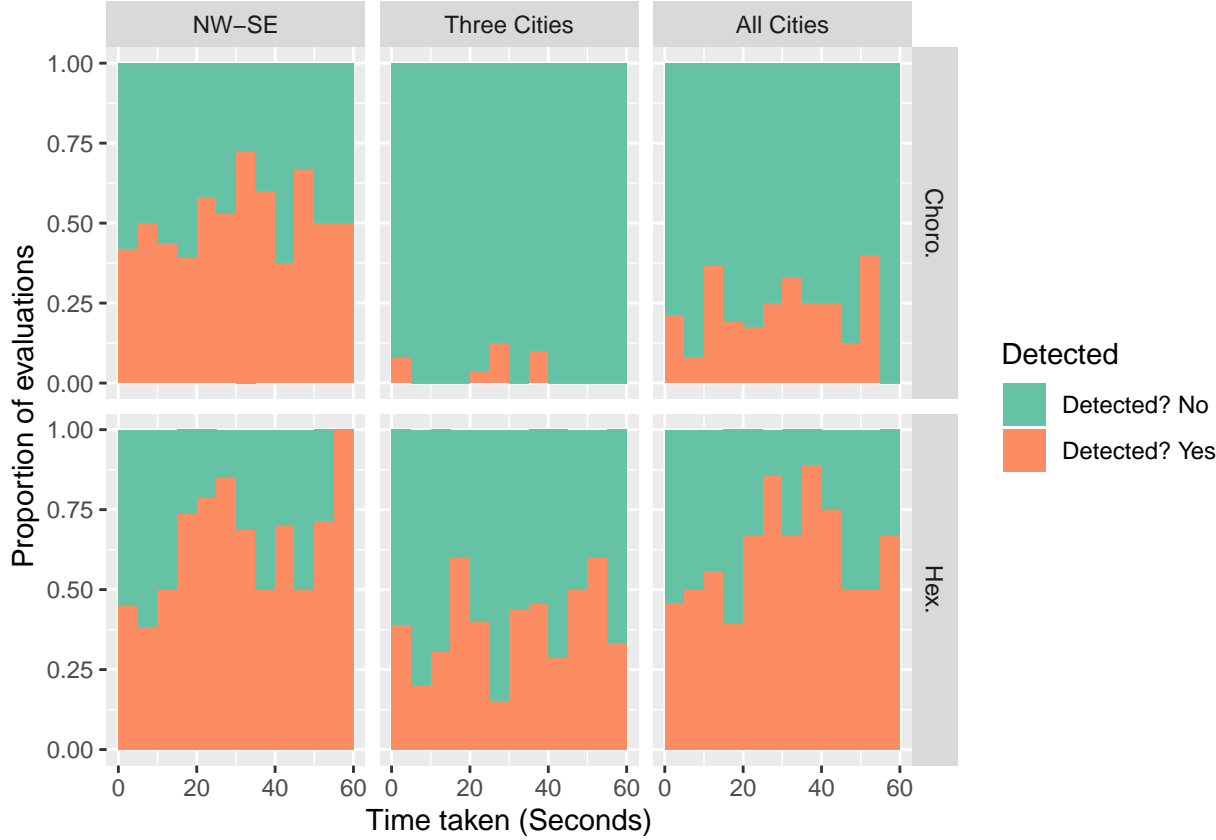 NW−SE
Three Cities
All Cities
1.00
0.75
0.50
0.25
0.00
Choro.
1.00
0.75
0.50
0.25
0.00
Hex.
Proportion of evaluations
0 20 40 60
0 20 40 60
0 20 40 60
Time taken (Seconds)
Detected
Detected? No
Detected? Yes